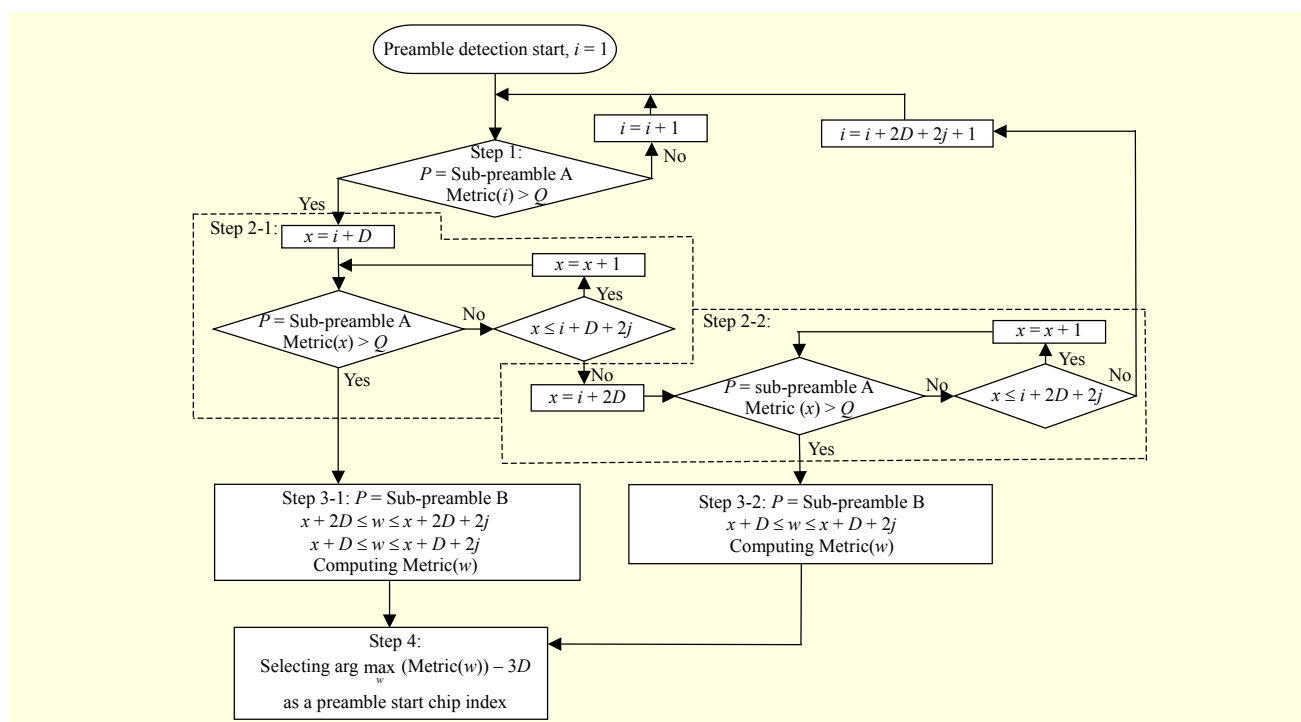 Preamble detection start, i = 1
i = i + 1
i = i + 2D + 2j + 1
Step 1:
P = Sub-preamble A
Metric(i) > Q
No
Yes
Step 2-1:
x = i + D
x = x + 1
Yes
P = Sub-preamble A
Metric(x) > Q
No
x ≤ i + D + 2j
Yes
No
Step 2-2:
x = x + 1
Yes
x = i + 2D
P = sub-preamble A
Metric (x) > Q
No
x ≤ i + 2D + 2j
No
Yes
Step 3-1: P = Sub-preamble B
x + 2D ≤ w ≤ x + 2D + 2j
x + D ≤ w ≤ x + D + 2j
Computing Metric(w)
Step 3-2: P = Sub-preamble B
x + D ≤ w ≤ x + D + 2j
Computing Metric(w)
Step 4:
Selecting arg max (Metric(w)) – 3D
w
as a preamble start chip index